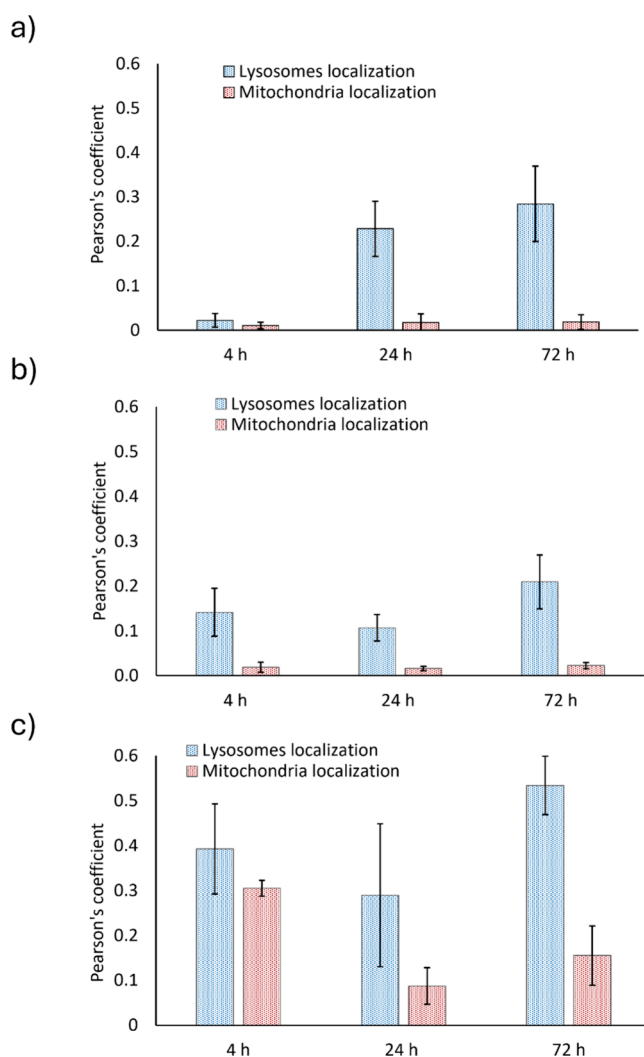 a)
0.6
Lysosomes localization
Mitochondria localization
0.5
0.4
0.3
0.2
0.1
0
Pearson's coefficient
4 h 24 h 72 h
b)
0.6
Lysosomes localization
Mitochondria localization
0.5
0.4
0.3
0.2
0.1
0.0
Pearson's coefficient
4 h 24 h 72 h
c)
0.6
Lysosomes localization
Mitochondria localization
0.5
0.4
0.3
0.2
0.1
0
Pearson's coefficient
4 h 24 h 72 h